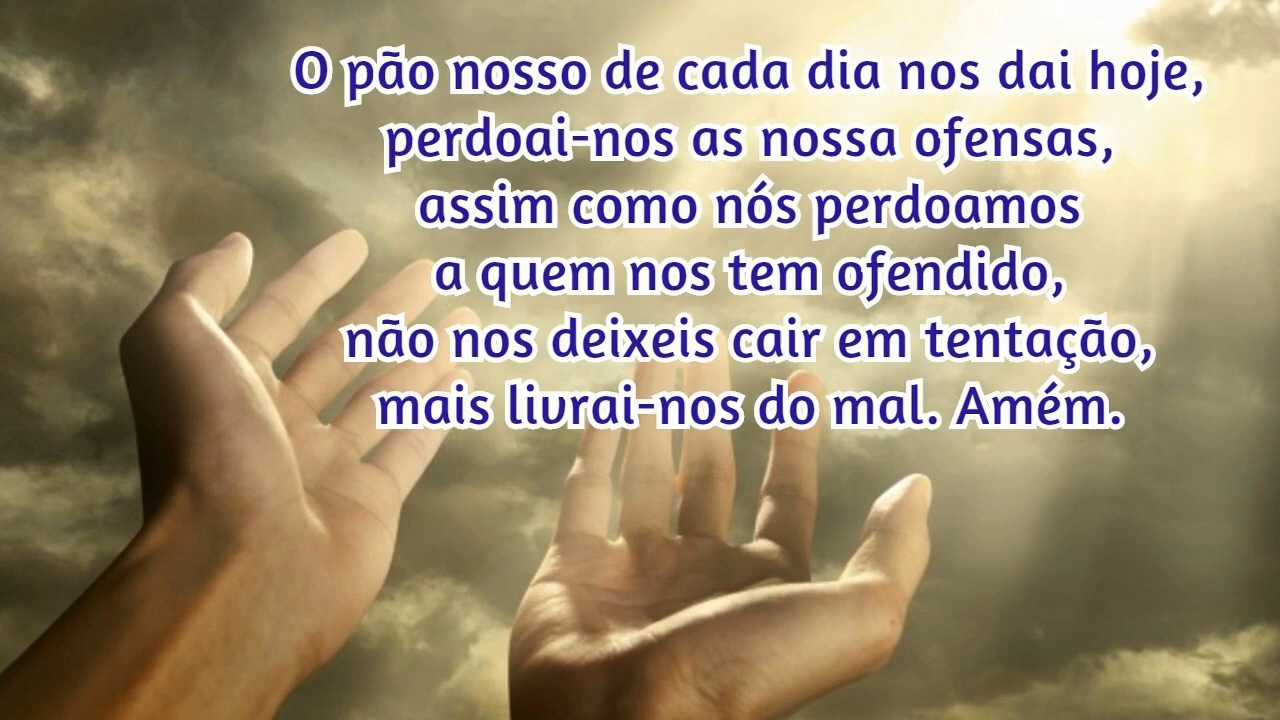 O pão nosso de cada dia nos dai hoje,
perdoai-nos as nossa ofensas,
assim como nós perdoamos
a quem nos tem ofendido,
não nos deixeis cair em tentação,
mais livrai-nos do mal. Amém.